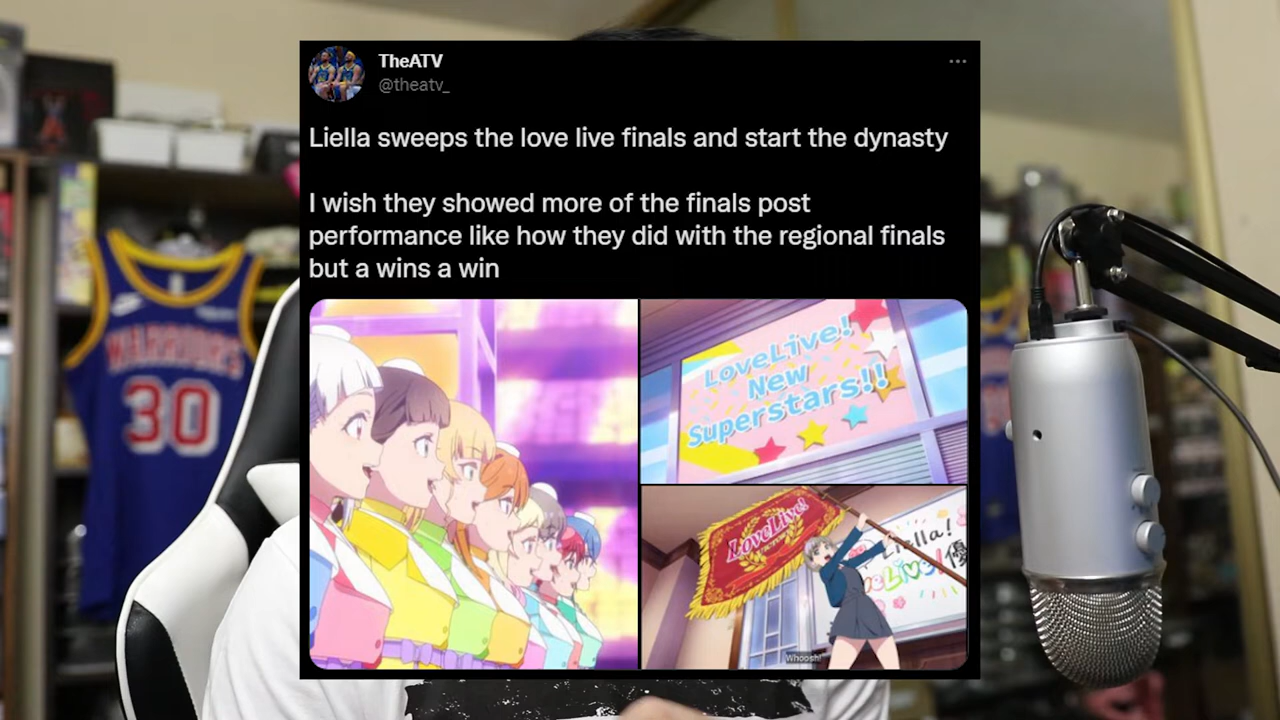 TheATV
@theatv_
Liella sweeps the love live finals and start the dynasty
I wish they showed more of the finals post
performance like how they did with the regional finals
but a wins a win
WARRIORS
30
LoveLive!
New
Superstars!!
LoveLive!
Liella!
eLive!優
Whoosh!